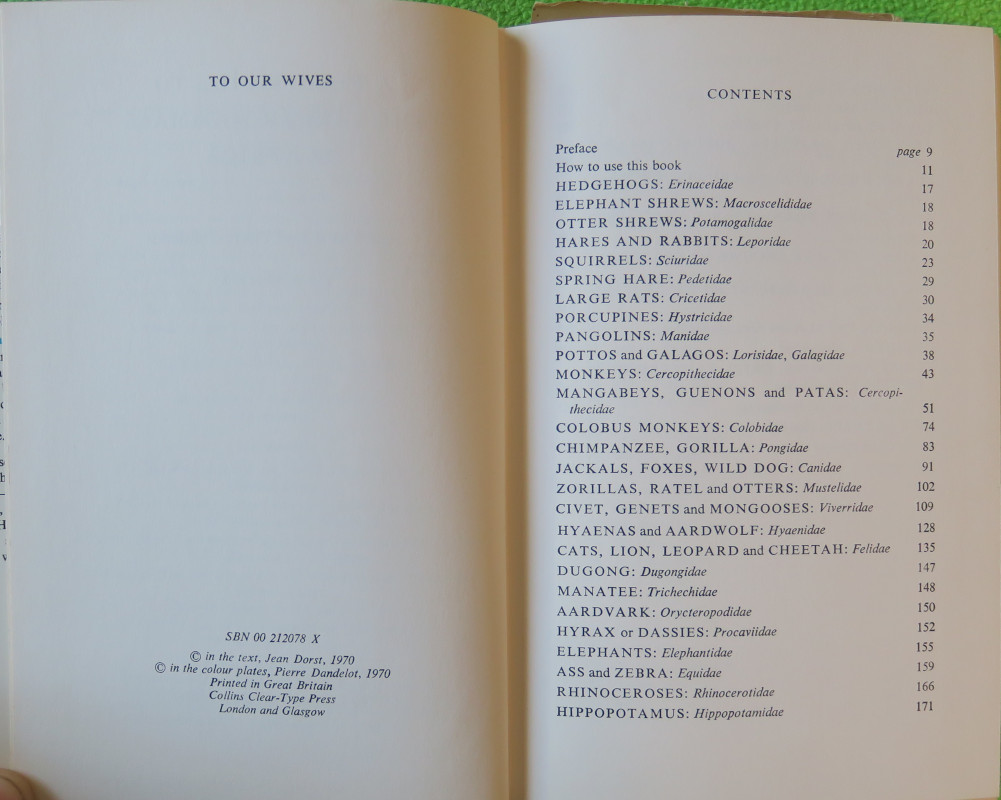 TO OUR WIVES
SBN 00 212078 X
© in the text, Jean Dorst, 1970
© in the colour plates, Pierre Dandelot, 1970
Printed in Great Britain
Collins Clear-Type Press
London and Glasgow
CONTENTS
Preface page 9
How to use this book 11
HEDGEHOGS: Erinaceidae 17
ELEPHANT SHREWS: Macroscelididae 18
OTTER SHREWS: Potamogalidae 18
HARES AND RABBITS: Leporidae 20
SQUIRRELS: Sciuridae 23
SPRING HARE: Pedetidae 29
LARGE RATS: Cricetidae 30
PORCUPINES: Hystricidae 34
PANGOLINS: Manidae 35
POTTOS and GALAGOS: Lorisidae, Galagidae 38
MONKEYS: Cercopithecidae 43
MANGABEYS, GUENONS and PATAS: Cercopi-
thecidae 51
COLOBUS MONKEYS: Colobidae 74
CHIMPANZEE, GORILLA: Pongidae 83
JACKALS, FOXES, WILD DOG: Canidae 91
ZORILLAS, RATEL and OTTERS: Mustelidae 102
CIVET, GENETS and MONGOOSES: Viverridae 109
HYAENAS and AARDWOLF: Hyaenidae 128
CATS, LION, LEOPARD and CHEETAH: Felidae 135
DUGONG: Dugongidae 147
MANATEE: Trichechidae 148
AARDVARK: Orycteropodidae 150
HYRAX or DASSIES: Procaviidae 152
ELEPHANTS: Elephantidae 155
ASS and ZEBRA: Equidae 159
RHINOCEROSES: Rhinocerotidae 166
HIPPOPOTAMUS: Hippopotamidae 171